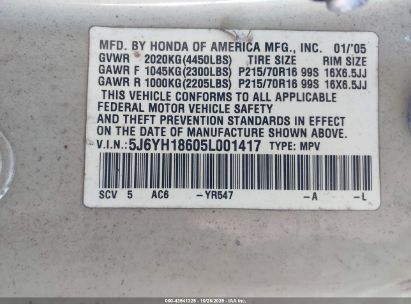 MFD. BY HONDA OF AMERICA MFG., INC. 01/'05
GVWR 2020KG(4450LBS) TIRE SIZE RIM SIZE
GAWR F 1045KG(2300LBS) P215/70R16 99S 16X6.5JJ
GAWR R 1000KG(2205LBS) P215/70R16 99S 16X6.5JJ
THIS VEHICLE CONFORMS TO ALL APPLICABLE
FEDERAL MOTOR VEHICLE SAFETY
AND THEFT PREVENTION STANDARDS IN EFFECT ON
THE DATE OF MANUFACTURE SHOWN ABOVE.
V.I.N.: 5J6YH18605L001417 TYPE: MPV
SCV 5 AC6 -YR547 -A -L